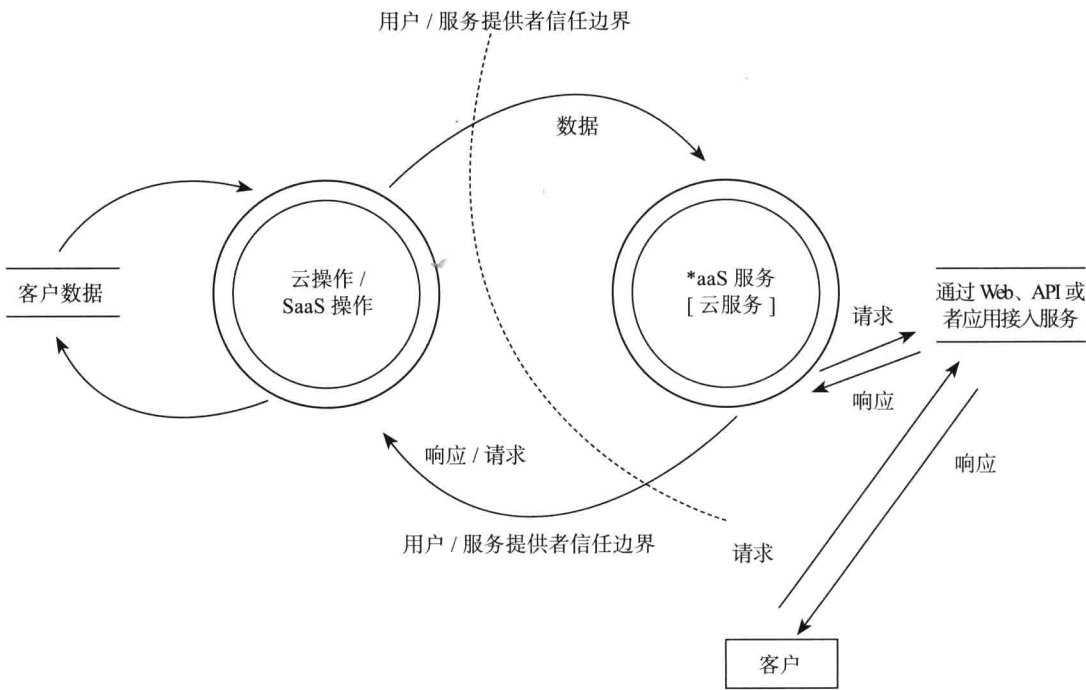 用户 / 服务提供者信任边界
数据
客户数据
云操作 /
SaaS 操作
*aaS 服务
[ 云服务 ]
通过 Web、API 或
者应用接入服务
请求
响应
响应 / 请求
响应
用户 / 服务提供者信任边界
请求
客户